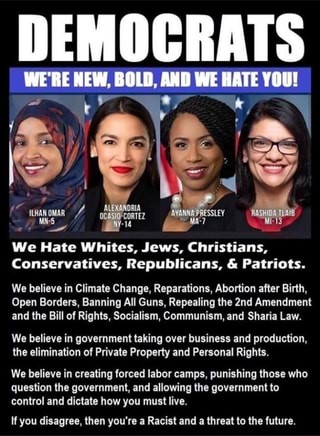 DEMOCRATS
WE'RE NEW, BOLD, AND WE HATE YOU!
ILHAN OMAR
MN-5
ALEXANDRIA
OCASIO-CORTEZ
NY-14
AYANNA PRESSLEY
MA-7
RASHIDA TLAIB
MI-13
We Hate Whites, Jews, Christians,
Conservatives, Republicans, & Patriots.
We believe in Climate Change, Reparations, Abortion after Birth,
Open Borders, Banning All Guns, Repealing the 2nd Amendment
and the Bill of Rights, Socialism, Communism, and Sharia Law.
We believe in government taking over business and production,
the elimination of Private Property and Personal Rights.
We believe in creating forced labor camps, punishing those who
question the government, and allowing the government to
control and dictate how you must live.
If you disagree, then you're a Racist and a threat to the future.